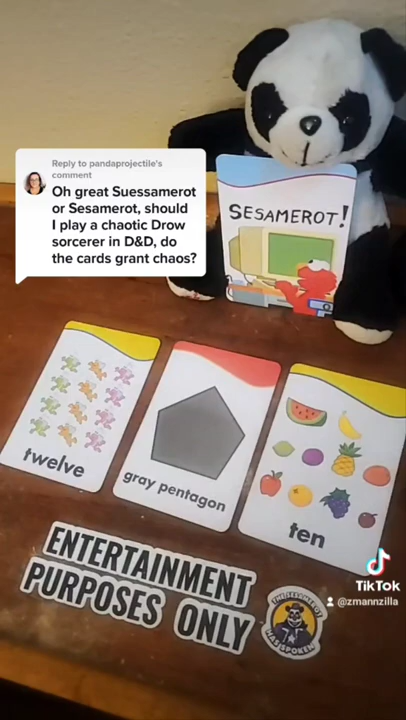 Reply to pandaprojectile's
comment
Oh great Suessamerot
or Sesamerot, should
I play a chaotic Drow
sorcerer in D&D, do
the cards grant chaos?
SESAMEROT!
twelve
gray pentagon
ten
ENTERTAINMENT
PURPOSES ONLY
HAS SPOKEN
TikTok
@zmannzilla